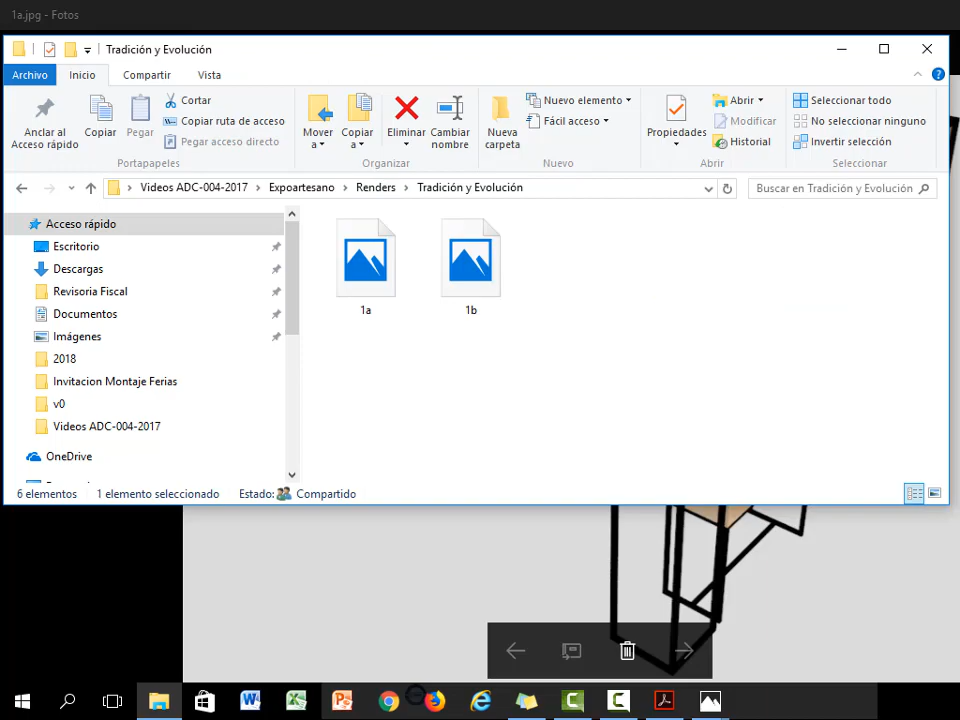 1a.jpg - Fotos
Tradición y Evolución
Archivo Inicio Compartir Vista
Anclar al Acceso rápido
Copiar
Pegar
Cortar
Copiar ruta de acceso
Pegar acceso directo
Portapapeles
Mover a
Copiar a
Eliminar
Cambiar nombre
Organizar
Nueva carpeta
Nuevo elemento
Fácil acceso
Nuevo
Propiedades
Abrir
Modificar
Historial
Abrir
Seleccionar todo
No seleccionar ninguno
Invertir selección
Seleccionar
Videos ADC-004-2017 > Expoartesano > Renders > Tradición y Evolución
Buscar en Tradición y Evolución
Acceso rápido
Escritorio
Descargas
Revisoria Fiscal
Documentos
Imágenes
2018
Invitacion Montaje Ferias
v0
Videos ADC-004-2017
OneDrive
1a
1b
6 elementos 1 elemento seleccionado Estado: Compartido